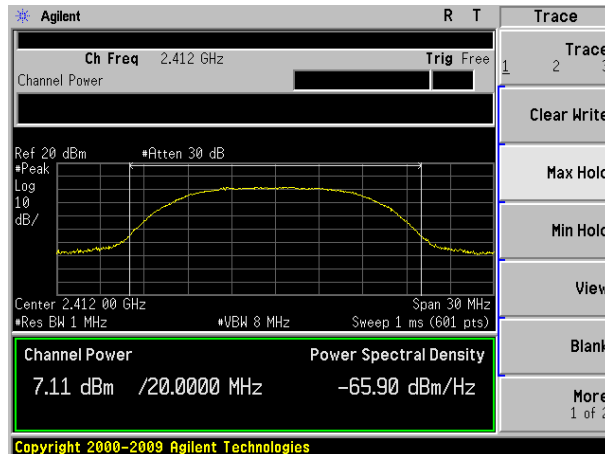 Agilent R T Trace
Ch Freq 2.412 GHz Trig Free
Channel Power
Trace
1 2 3
Clear Write
Max Hold
Min Hold
View
Blank
More
1 of 2
Ref 20 dBm #Atten 30 dB
#Peak
Log
10
dB/
Center 2.412 00 GHz Span 30 MHz
#Res BW 1 MHz #VBW 8 MHz Sweep 1 ms (601 pts)
Channel Power Power Spectral Density
7.11 dBm /20.0000 MHz -65.90 dBm/Hz
Copyright 2000-2009 Agilent Technologies